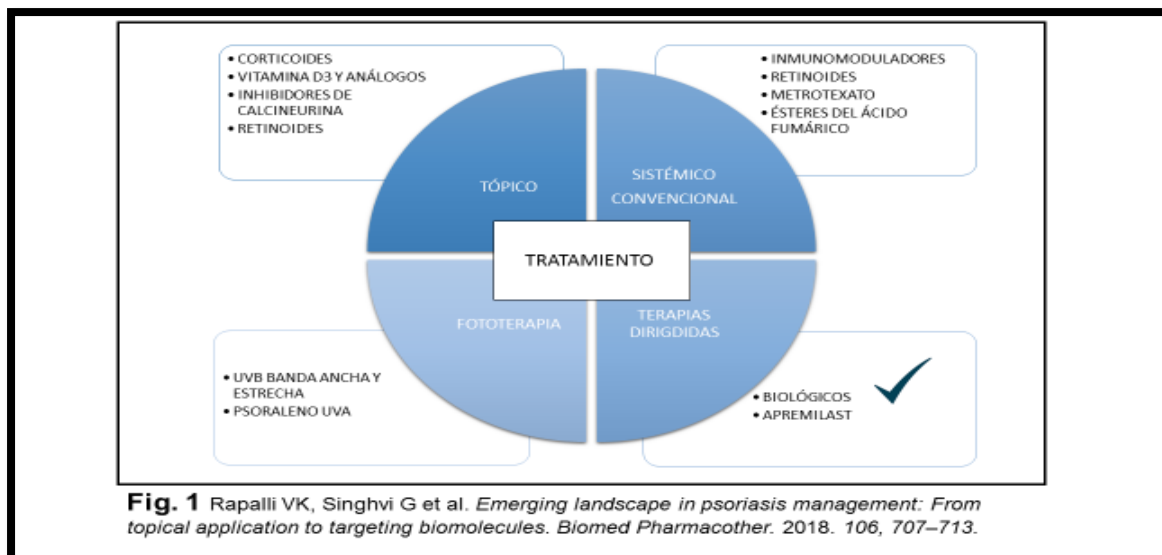 • CORTICOIDES
• VITAMINA D3 Y ANÁLOGOS
• INHIBIDORES DE
CALCINEURINA
• RETINOIDES
• INMUNOMODULADORES
• RETINOIDES
• METROTEXATO
• ÉSTERES DEL ÁCIDO
FUMÁRICO
TÓPICO
SISTÉMICO
CONVENCIONAL
TRATAMIENTO
FOTOTERAPIA
TERAPIAS
DIRIGDIDAS
• UVB BANDA ANCHA Y
ESTRECHA
• PSORALENO UVA
• BIOLÓGICOS
• APREMILAST
Fig. 1 Rapalli VK, Singhvi G et al. Emerging landscape in psoriasis management: From
topical application to targeting biomolecules. Biomed Pharmacother. 2018. 106, 707–713.